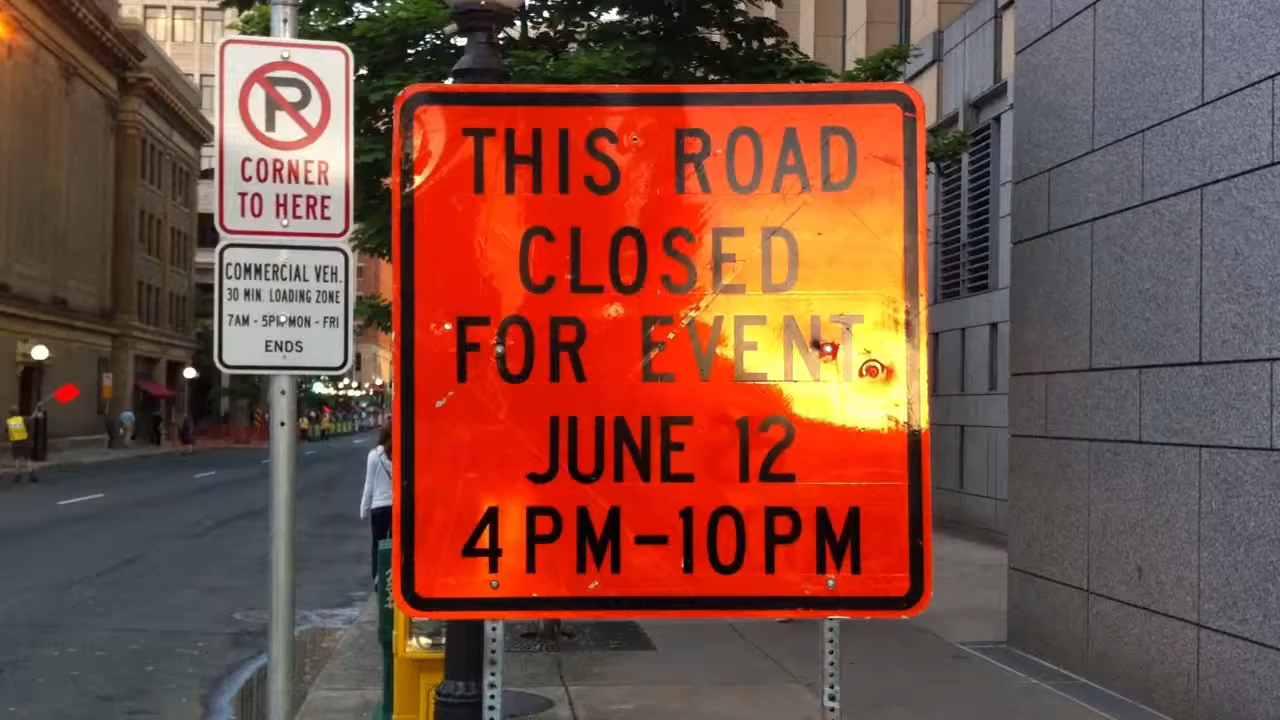 P
CORNER
TO HERE
COMMERCIAL VEH.
30 MIN. LOADING ZONE
7AM - 5PM MON - FRI
ENDS
THIS ROAD
CLOSED
FOR EVENT
JUNE 12
4PM-10PM